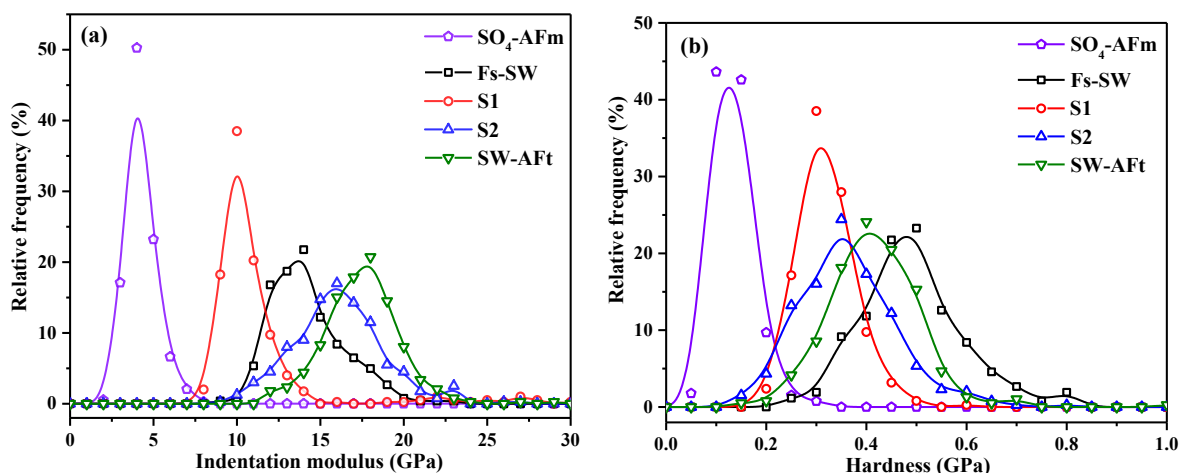 (a)
SO₄-AFm
Fs-SW
S1
S2
SW-AFt
50
40
30
20
10
0
Relative frequency (%)
0 5 10 15 20 25 30
Indentation modulus (GPa)
(b)
SO₄-AFm
Fs-SW
S1
S2
SW-AFt
50
40
30
20
10
0
Relative frequency (%)
0.0 0.2 0.4 0.6 0.8 1.0
Hardness (GPa)